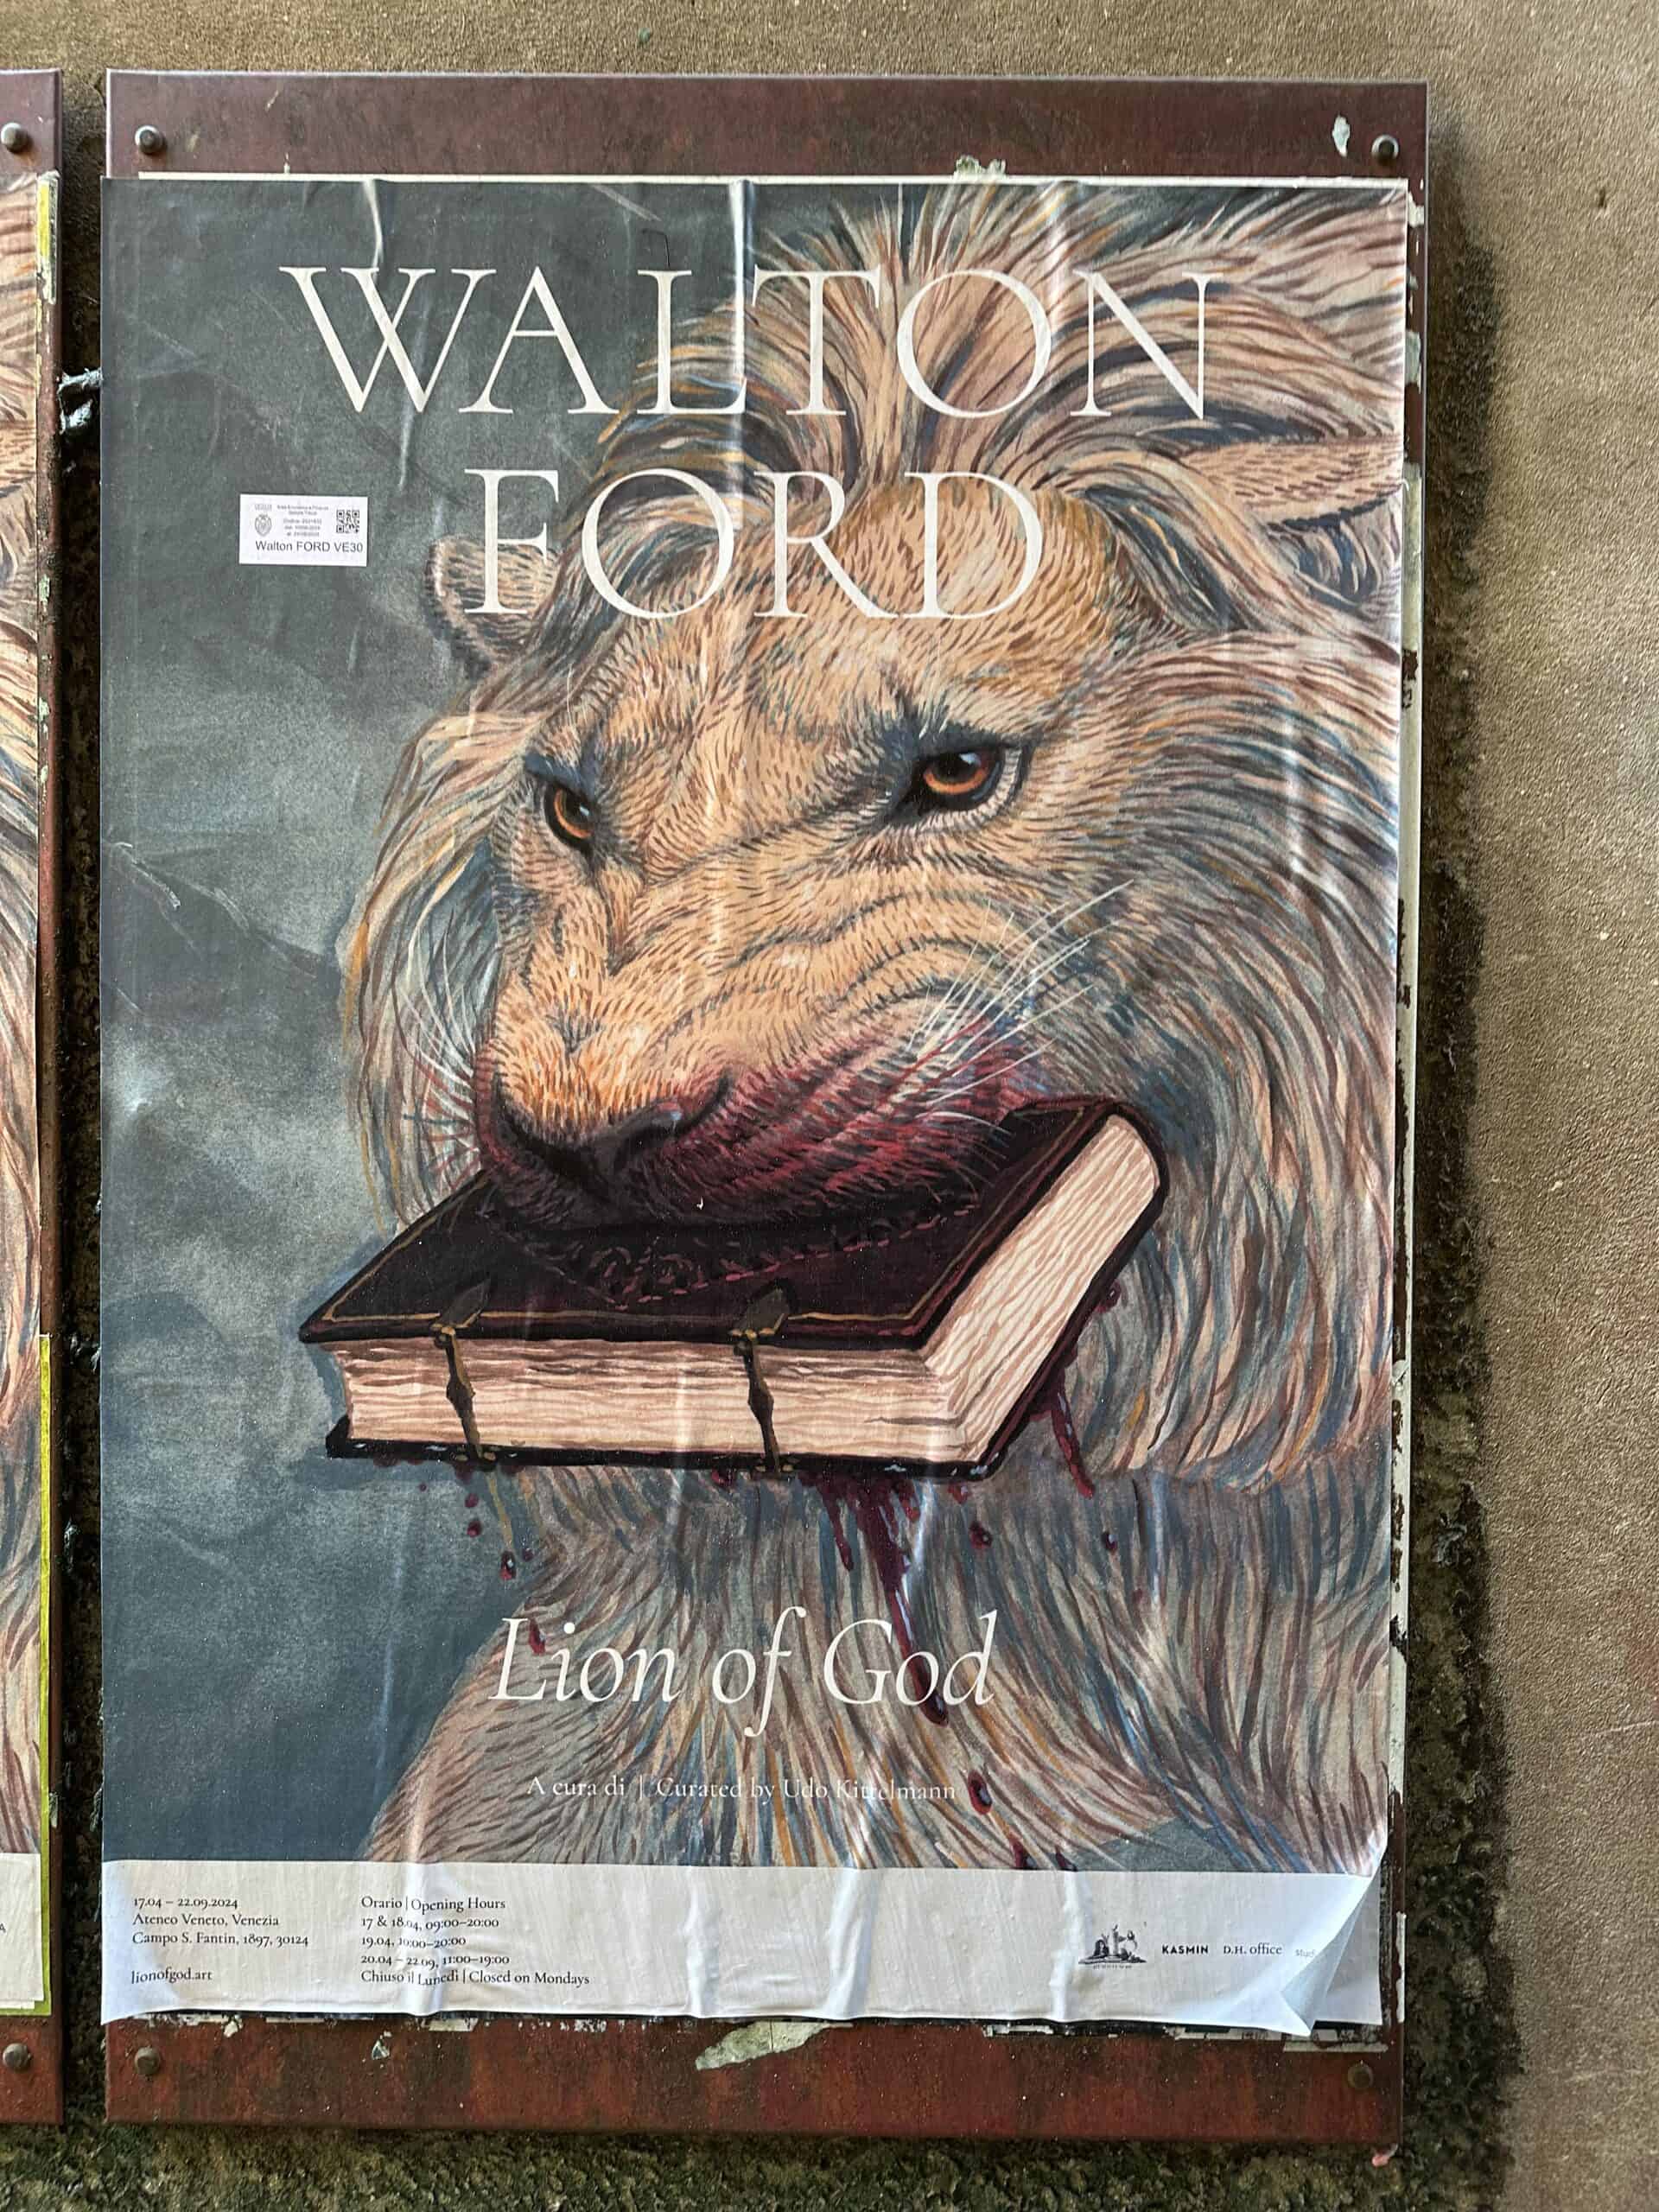 WALTON
FORD
Walton FORD VE30
Lion of God
A cura di | Curated by Udo Kittelmann
17.04 – 22.09.2024
Ateneo Veneto, Venezia
Campo S. Fantin, 1897, 30124
lionofgod.art
Orario | Opening Hours
17 & 18.04, 09:00–20:00
19.04, 10:00–20:00
20.04 – 22.09, 11:00–19:00
Chiuso il Lunedì | Closed on Mondays
KASMIN D.H. office